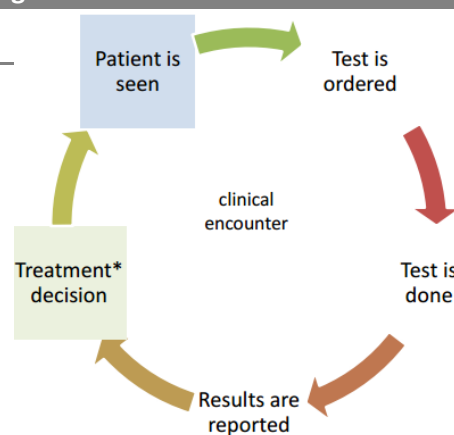 Patient is
seen
Test is
ordered
clinical
encounter
Treatment*
decision
Test is
done
Results are
reported